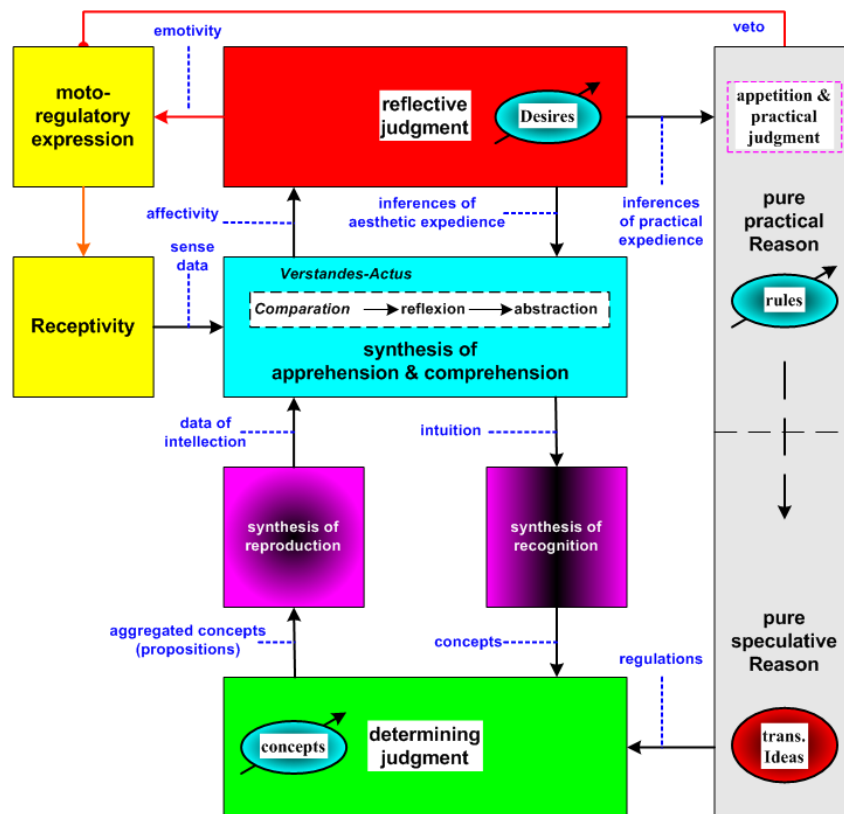 emotivity
veto
moto-
regulatory
expression
reflective
judgment
Desires
appetition &
practical
judgment
affectivity
inferences of
aesthetic expedience
inferences
of practical
expedience
pure
practical
Reason
sense
data
Verstandes-Actus
Comparation reflexion abstraction
rules
Receptivity
synthesis of
apprehension & comprehension
data of
intellection
intuition
synthesis of
reproduction
synthesis of
recognition
aggregated concepts
(propositions)
concepts
regulations
pure
speculative
Reason
concepts
determining
judgment
trans.
Ideas